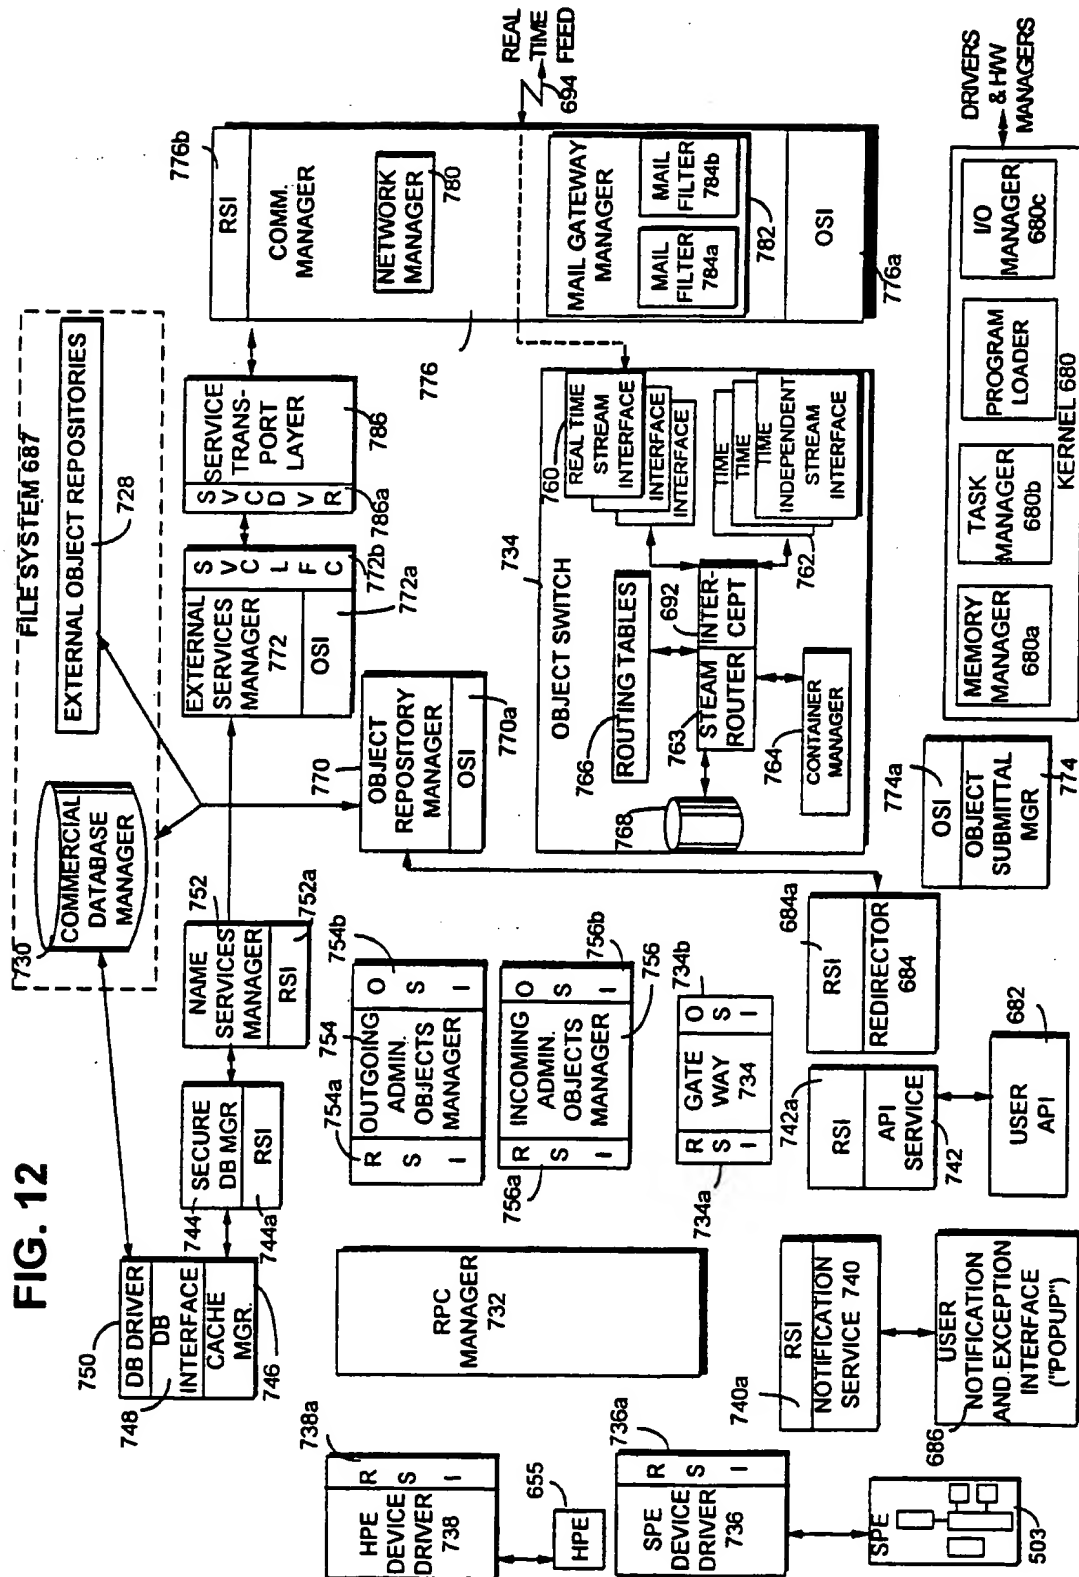 FIG. 12
FILE SYSTEM 687
730
COMMERCIAL
DATABASE
MANAGER
EXTERNAL OBJECT REPOSITORIES
728
750
DB DRIVER
DB
INTERFACE
CACHE
MGR.
748
746
744
SECURE
DB MGR
RSI
744a
752
NAME
SERVICES
MANAGER
RSI
752a
EXTERNAL
SERVICES
MANAGER
772
OSI
772a
S
V
C
L
F
C
772b
S
V
C
D
V
R
786a
SERVICE
TRANS-
PORT
LAYER
786
776b
RSI
COMM.
MANAGER
NETWORK
MANAGER
780
MAIL GATEWAY
MANAGER
MAIL
FILTER
784a
MAIL
FILTER
784b
782
OSI
776a
776
REAL
TIME
FEED
694
738a
HPE
DEVICE
DRIVER
738
R
S
I
655
HPE
736a
SPE
DEVICE
DRIVER
736
R
S
I
SPE
503
RPC
MANAGER
732
754a
754
754b
R
S
I
OUTGOING
ADMIN.
OBJECTS
MANAGER
O
S
I
756a
R
S
I
INCOMING
ADMIN.
OBJECTS
MANAGER
O
S
I
756b
756
734a
R
S
I
GATE
WAY
734
O
S
I
734b
770
OBJECT
REPOSITORY
MANAGER
OSI
770a
734
OBJECT SWITCH
760
REAL TIME
STREAM
INTERFACE
INTERFACE
INTERFACE
TIME
TIME
TIME
INDEPENDENT
STREAM
INTERFACE
762
766
ROUTING TABLES
692
763
STEAM
ROUTER
INTER-
CEPT
764
CONTAINER
MANAGER
768
740a
RSI
NOTIFICATION
SERVICE 740
686
USER
NOTIFICATION
AND EXCEPTION
INTERFACE
("POPUP")
742a
RSI
API
SERVICE
742
USER
API
682
684a
RSI
REDIRECTOR
684
774a
OSI
OBJECT
SUBMITTAL
MGR
774
MEMORY
MANAGER
680a
TASK
MANAGER
680b
PROGRAM
LOADER
I/O
MANAGER
680c
KERNEL 680
DRIVERS
& H/W
MANAGERS